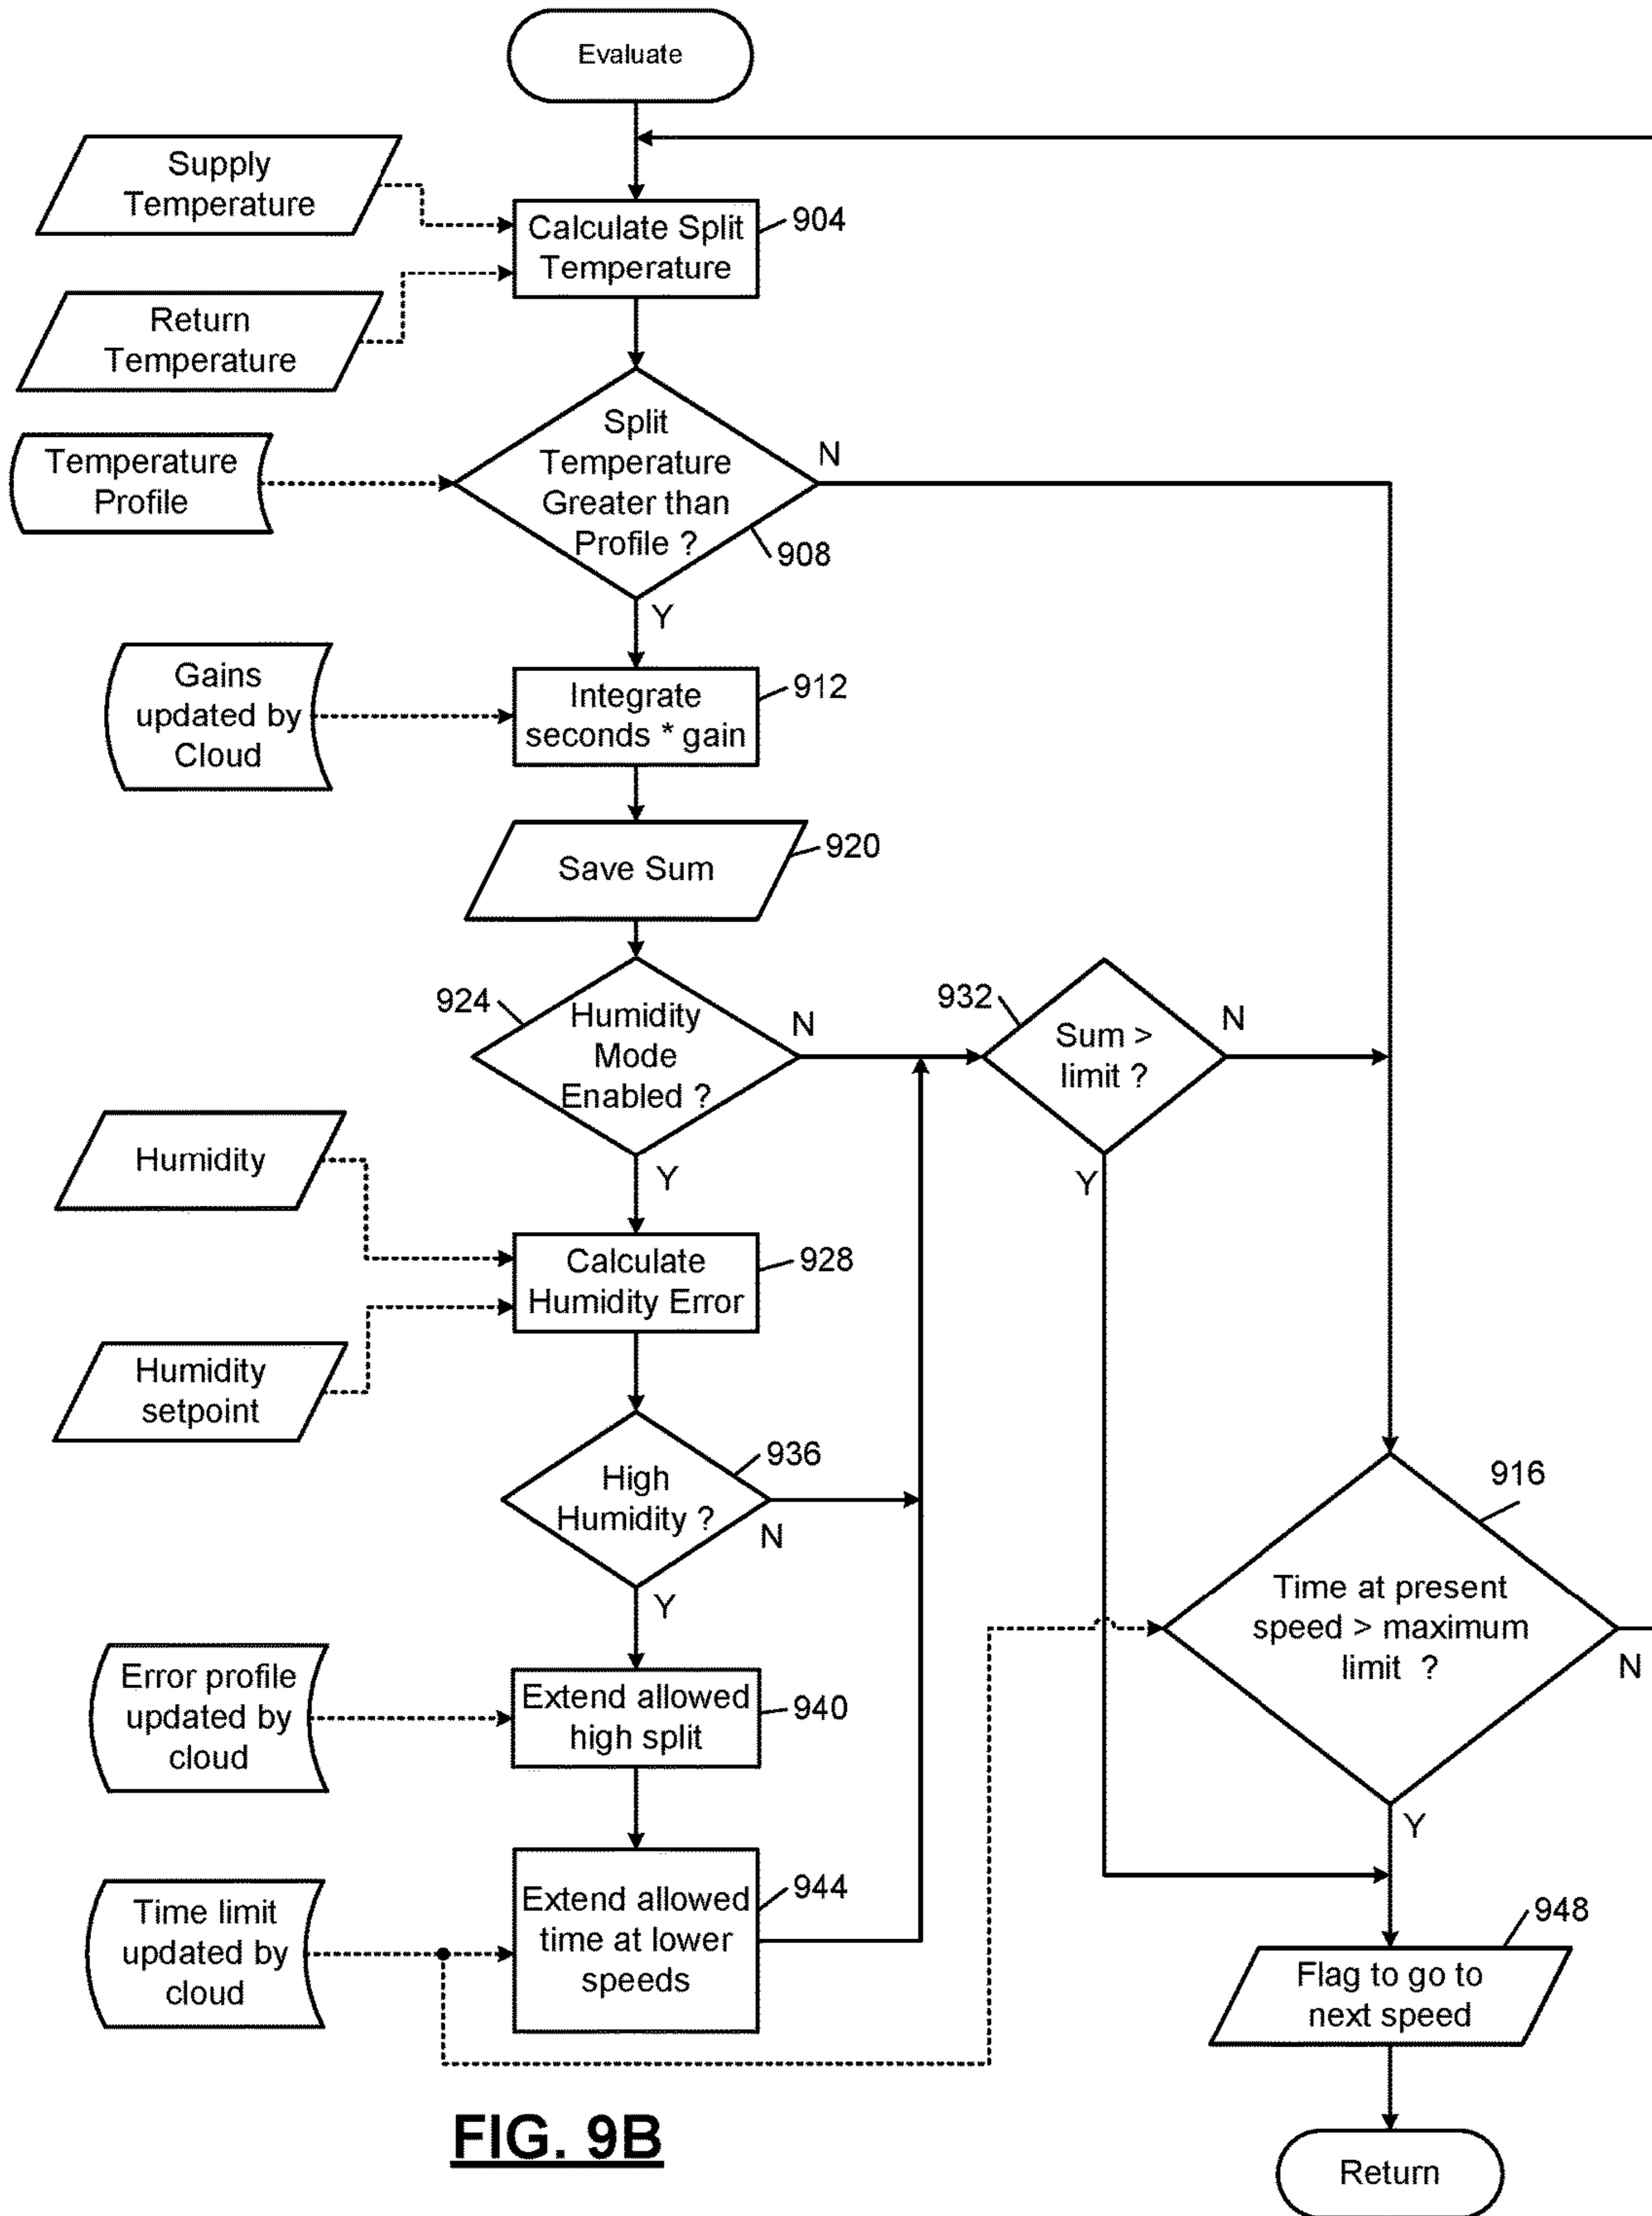 Evaluate
Supply
Temperature
Calculate Split
Temperature
904
Return
Temperature
Split
Temperature
Greater than
Profile ?
N
908
Y
Temperature
Profile
Gains
updated by
Cloud
Integrate
seconds * gain
912
Save Sum
920
924
Humidity
Mode
Enabled ?
N
Y
932
Sum >
limit ?
N
Y
Humidity
Calculate
Humidity Error
928
Humidity
setpoint
High
Humidity ?
936
N
Y
916
Time at present
speed > maximum
limit ?
N
Y
Error profile
updated by
cloud
Extend allowed
high split
940
Time limit
updated by
cloud
Extend allowed
time at lower
speeds
944
948
Flag to go to
next speed
Return
FIG. 9B